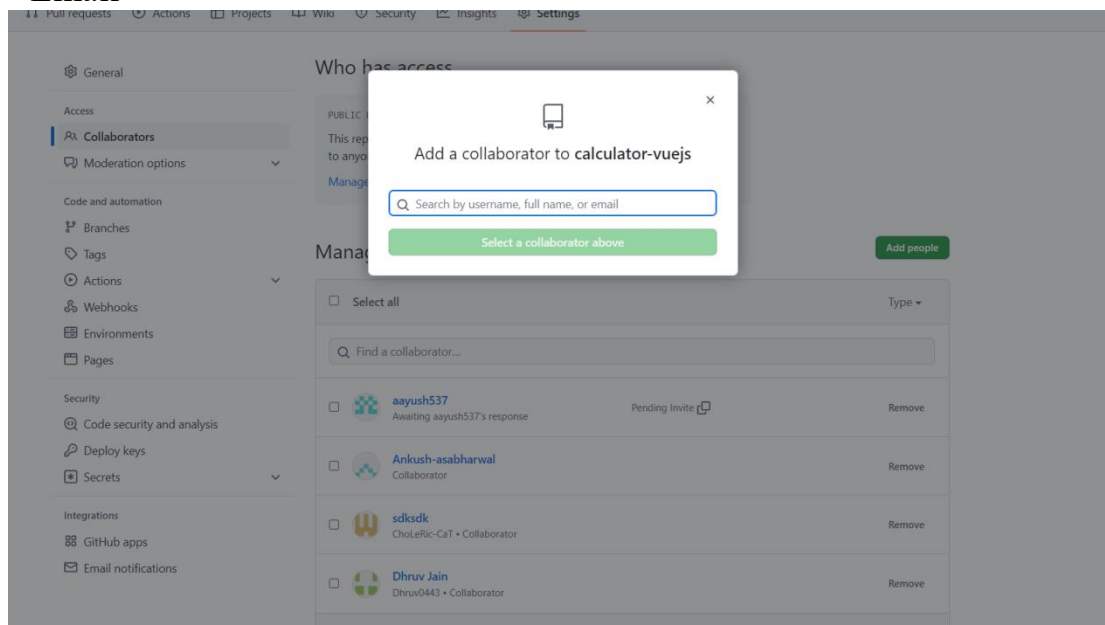 Pull requests Actions Projects Wiki Security Insights Settings
General
Access
Collaborators
Moderation options
Code and automation
Branches
Tags
Actions
Webhooks
Environments
Pages
Security
Code security and analysis
Deploy keys
Secrets
Integrations
GitHub apps
Email notifications
Who has access
PUBLIC
This rep
to anyo
Manage
Add a collaborator to calculator-vuejs
Search by username, full name, or email
Select a collaborator above
Manag
Add people
Select all Type
Find a collaborator...
aayush537
Awaiting aayush537's response Pending Invite Remove
Ankush-asabharwal
Collaborator Remove
sdksdk
ChoLeRic-CaT • Collaborator Remove
Dhruv Jain
Dhruv0443 • Collaborator Remove